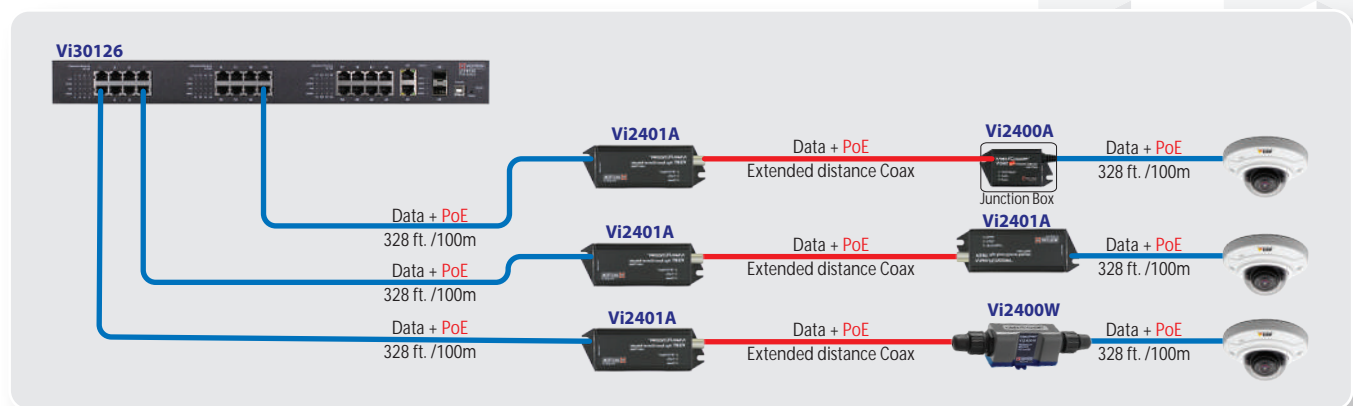 Vi30126
Vi2401A
Data + PoE
Extended distance Coax
Vi2400A
Junction Box
Data + PoE
328 ft. /100m
Data + PoE
328 ft. /100m
Vi2401A
Data + PoE
Extended distance Coax
Vi2401A
Data + PoE
328 ft. /100m
Data + PoE
328 ft. /100m
Vi2401A
Data + PoE
Extended distance Coax
Vi2400W
Data + PoE
328 ft. /100m
Data + PoE
328 ft. /100m